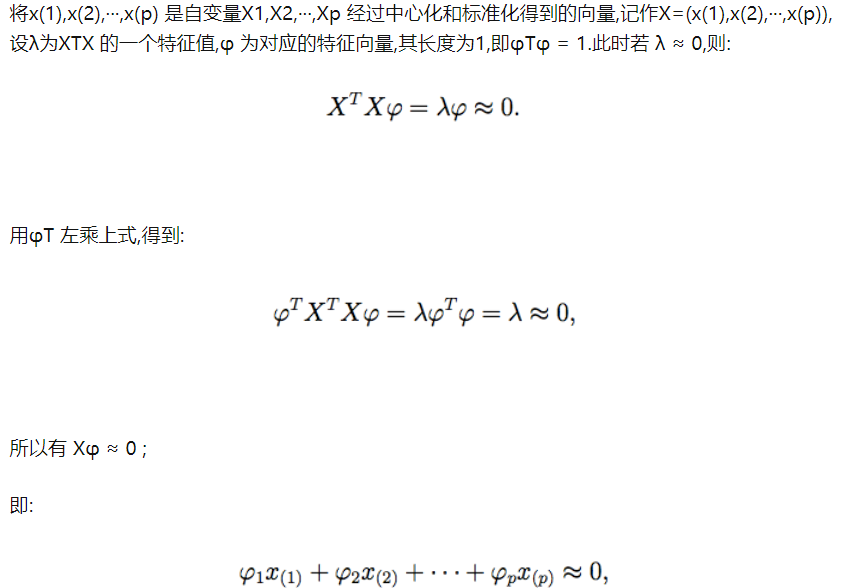 将x(1),x(2),···,x(p) 是自变量X1,X2,···,Xp 经过中心化和标准化得到的向量,记作X=(x(1),x(2),···,x(p)),
设λ为XTX 的一个特征值,φ 为对应的特征向量,其长度为1,即φTφ = 1.此时若 λ ≈ 0,则:
$X^T X\varphi = \lambda\varphi \approx 0.$
用φT 左乘上式,得到:
$\varphi^T X^T X\varphi = \lambda\varphi^T\varphi = \lambda \approx 0,$
所以有 Xφ ≈ 0 ;
即:
$\varphi_1 x_{(1)} + \varphi_2 x_{(2)} + \cdots + \varphi_p x_{(p)} \approx 0,$